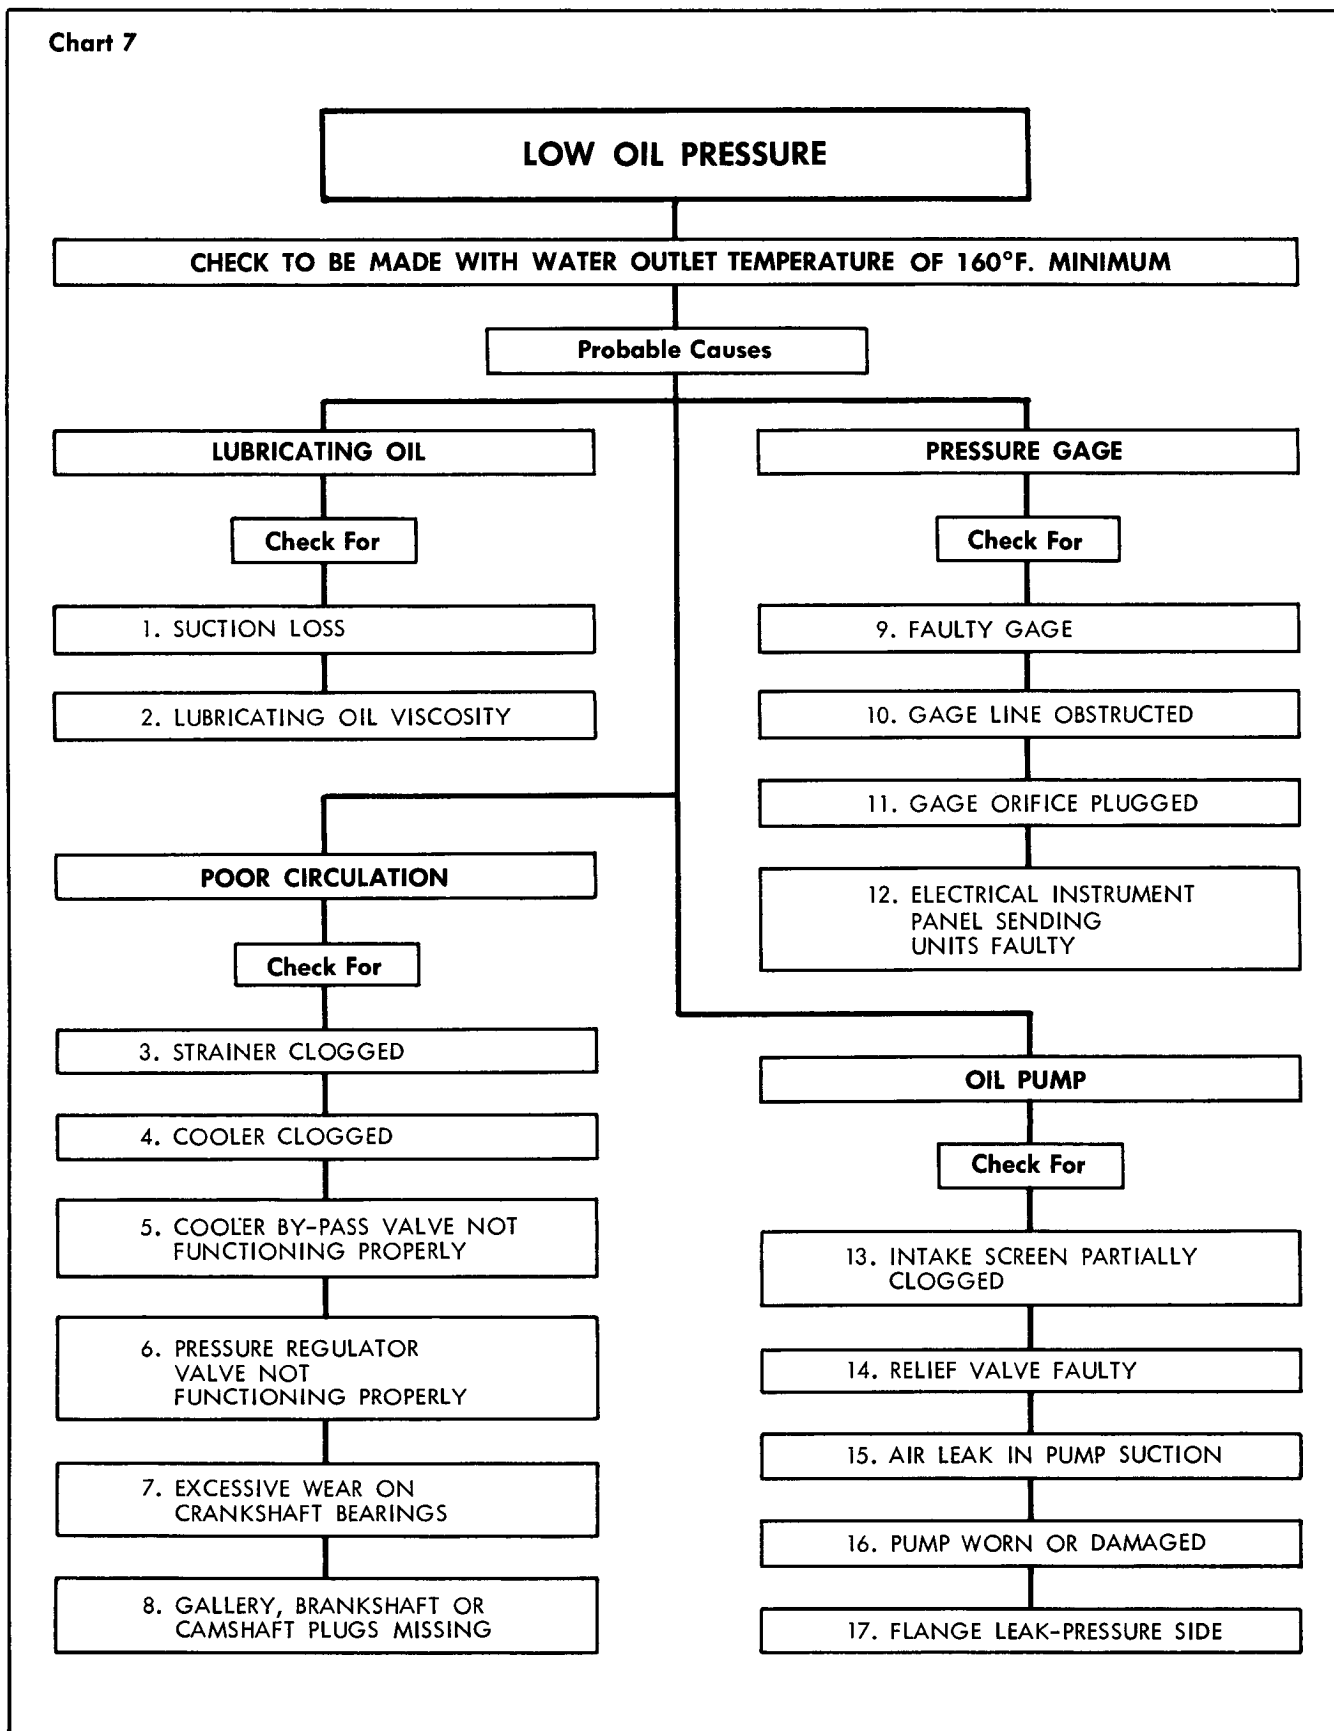 Chart 7
LOW OIL PRESSURE
CHECK TO BE MADE WITH WATER OUTLET TEMPERATURE OF 160°F. MINIMUM
Probable Causes
LUBRICATING OIL
Check For
1. SUCTION LOSS
2. LUBRICATING OIL VISCOSITY
POOR CIRCULATION
Check For
3. STRAINER CLOGGED
4. COOLER CLOGGED
5. COOLER BY-PASS VALVE NOT
FUNCTIONING PROPERLY
6. PRESSURE REGULATOR
VALVE NOT
FUNCTIONING PROPERLY
7. EXCESSIVE WEAR ON
CRANKSHAFT BEARINGS
8. GALLERY, BRANKSHAFT OR
CAMSHAFT PLUGS MISSING
PRESSURE GAGE
Check For
9. FAULTY GAGE
10. GAGE LINE OBSTRUCTED
11. GAGE ORIFICE PLUGGED
12. ELECTRICAL INSTRUMENT
PANEL SENDING
UNITS FAULTY
OIL PUMP
Check For
13. INTAKE SCREEN PARTIALLY
CLOGGED
14. RELIEF VALVE FAULTY
15. AIR LEAK IN PUMP SUCTION
16. PUMP WORN OR DAMAGED
17. FLANGE LEAK-PRESSURE SIDE